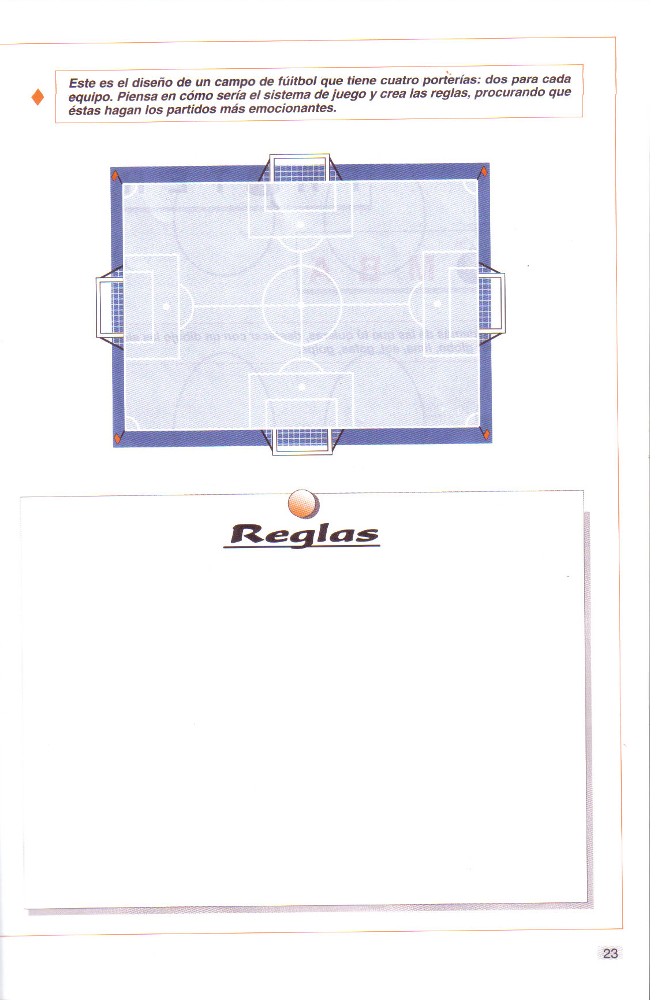 Este es el diseño de un campo de fúitbol que tiene cuatro porterías: dos para cada
equipo. Piensa en cómo sería el sistema de juego y crea las reglas, procurando que
éstas hagan los partidos más emocionantes.
Reglas
23